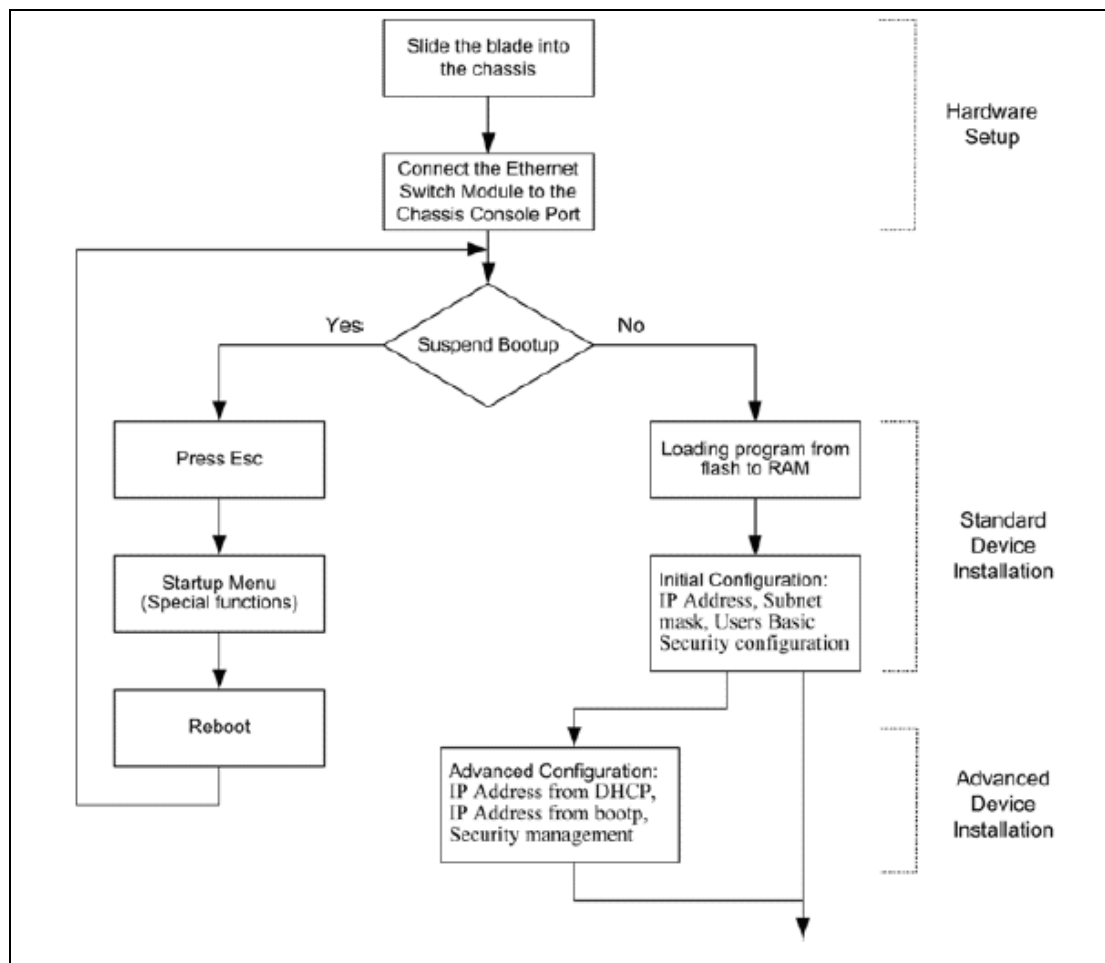 Slide the blade into
the chassis
Hardware
Setup
Connect the Ethernet
Switch Module to the
Chassis Console Port
Yes
No
Suspend Bootup
Press Esc
Loading program from
flash to RAM
Standard
Device
Installation
Startup Menu
(Special functions)
Initial Configuration:
IP Address, Subnet
mask, Users Basic
Security configuration
Reboot
Advanced Configuration:
IP Address from DHCP,
IP Address from bootp,
Security management
Advanced
Device
Installation